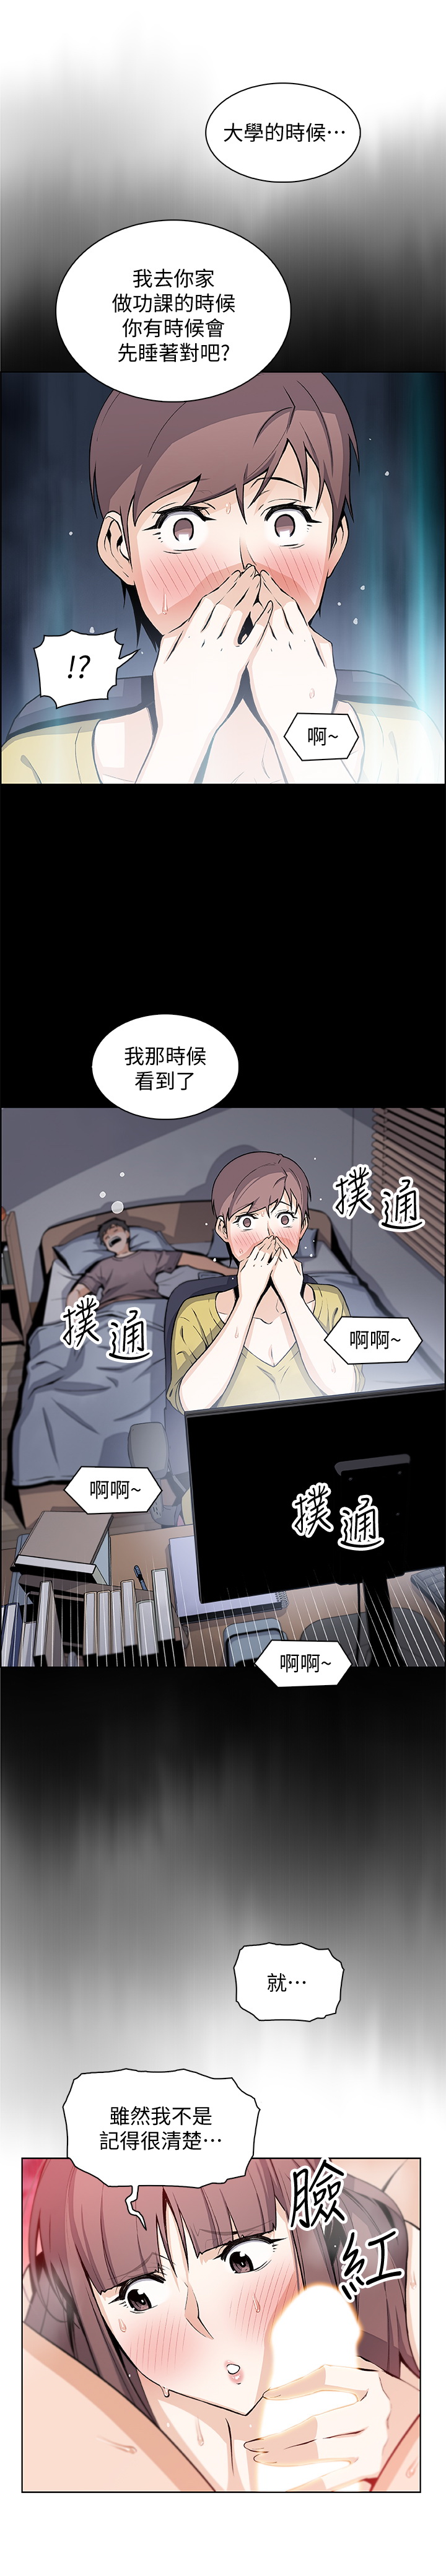 大學的時候…
我去你家
做功課的時候
你有時候會
先睡著對吧?
!?
啊~
我那時候
看到了
撲通
撲通
啊啊~
啊啊~
撲通
啊啊~
就…
雖然我不是
記得很清楚…
臉紅